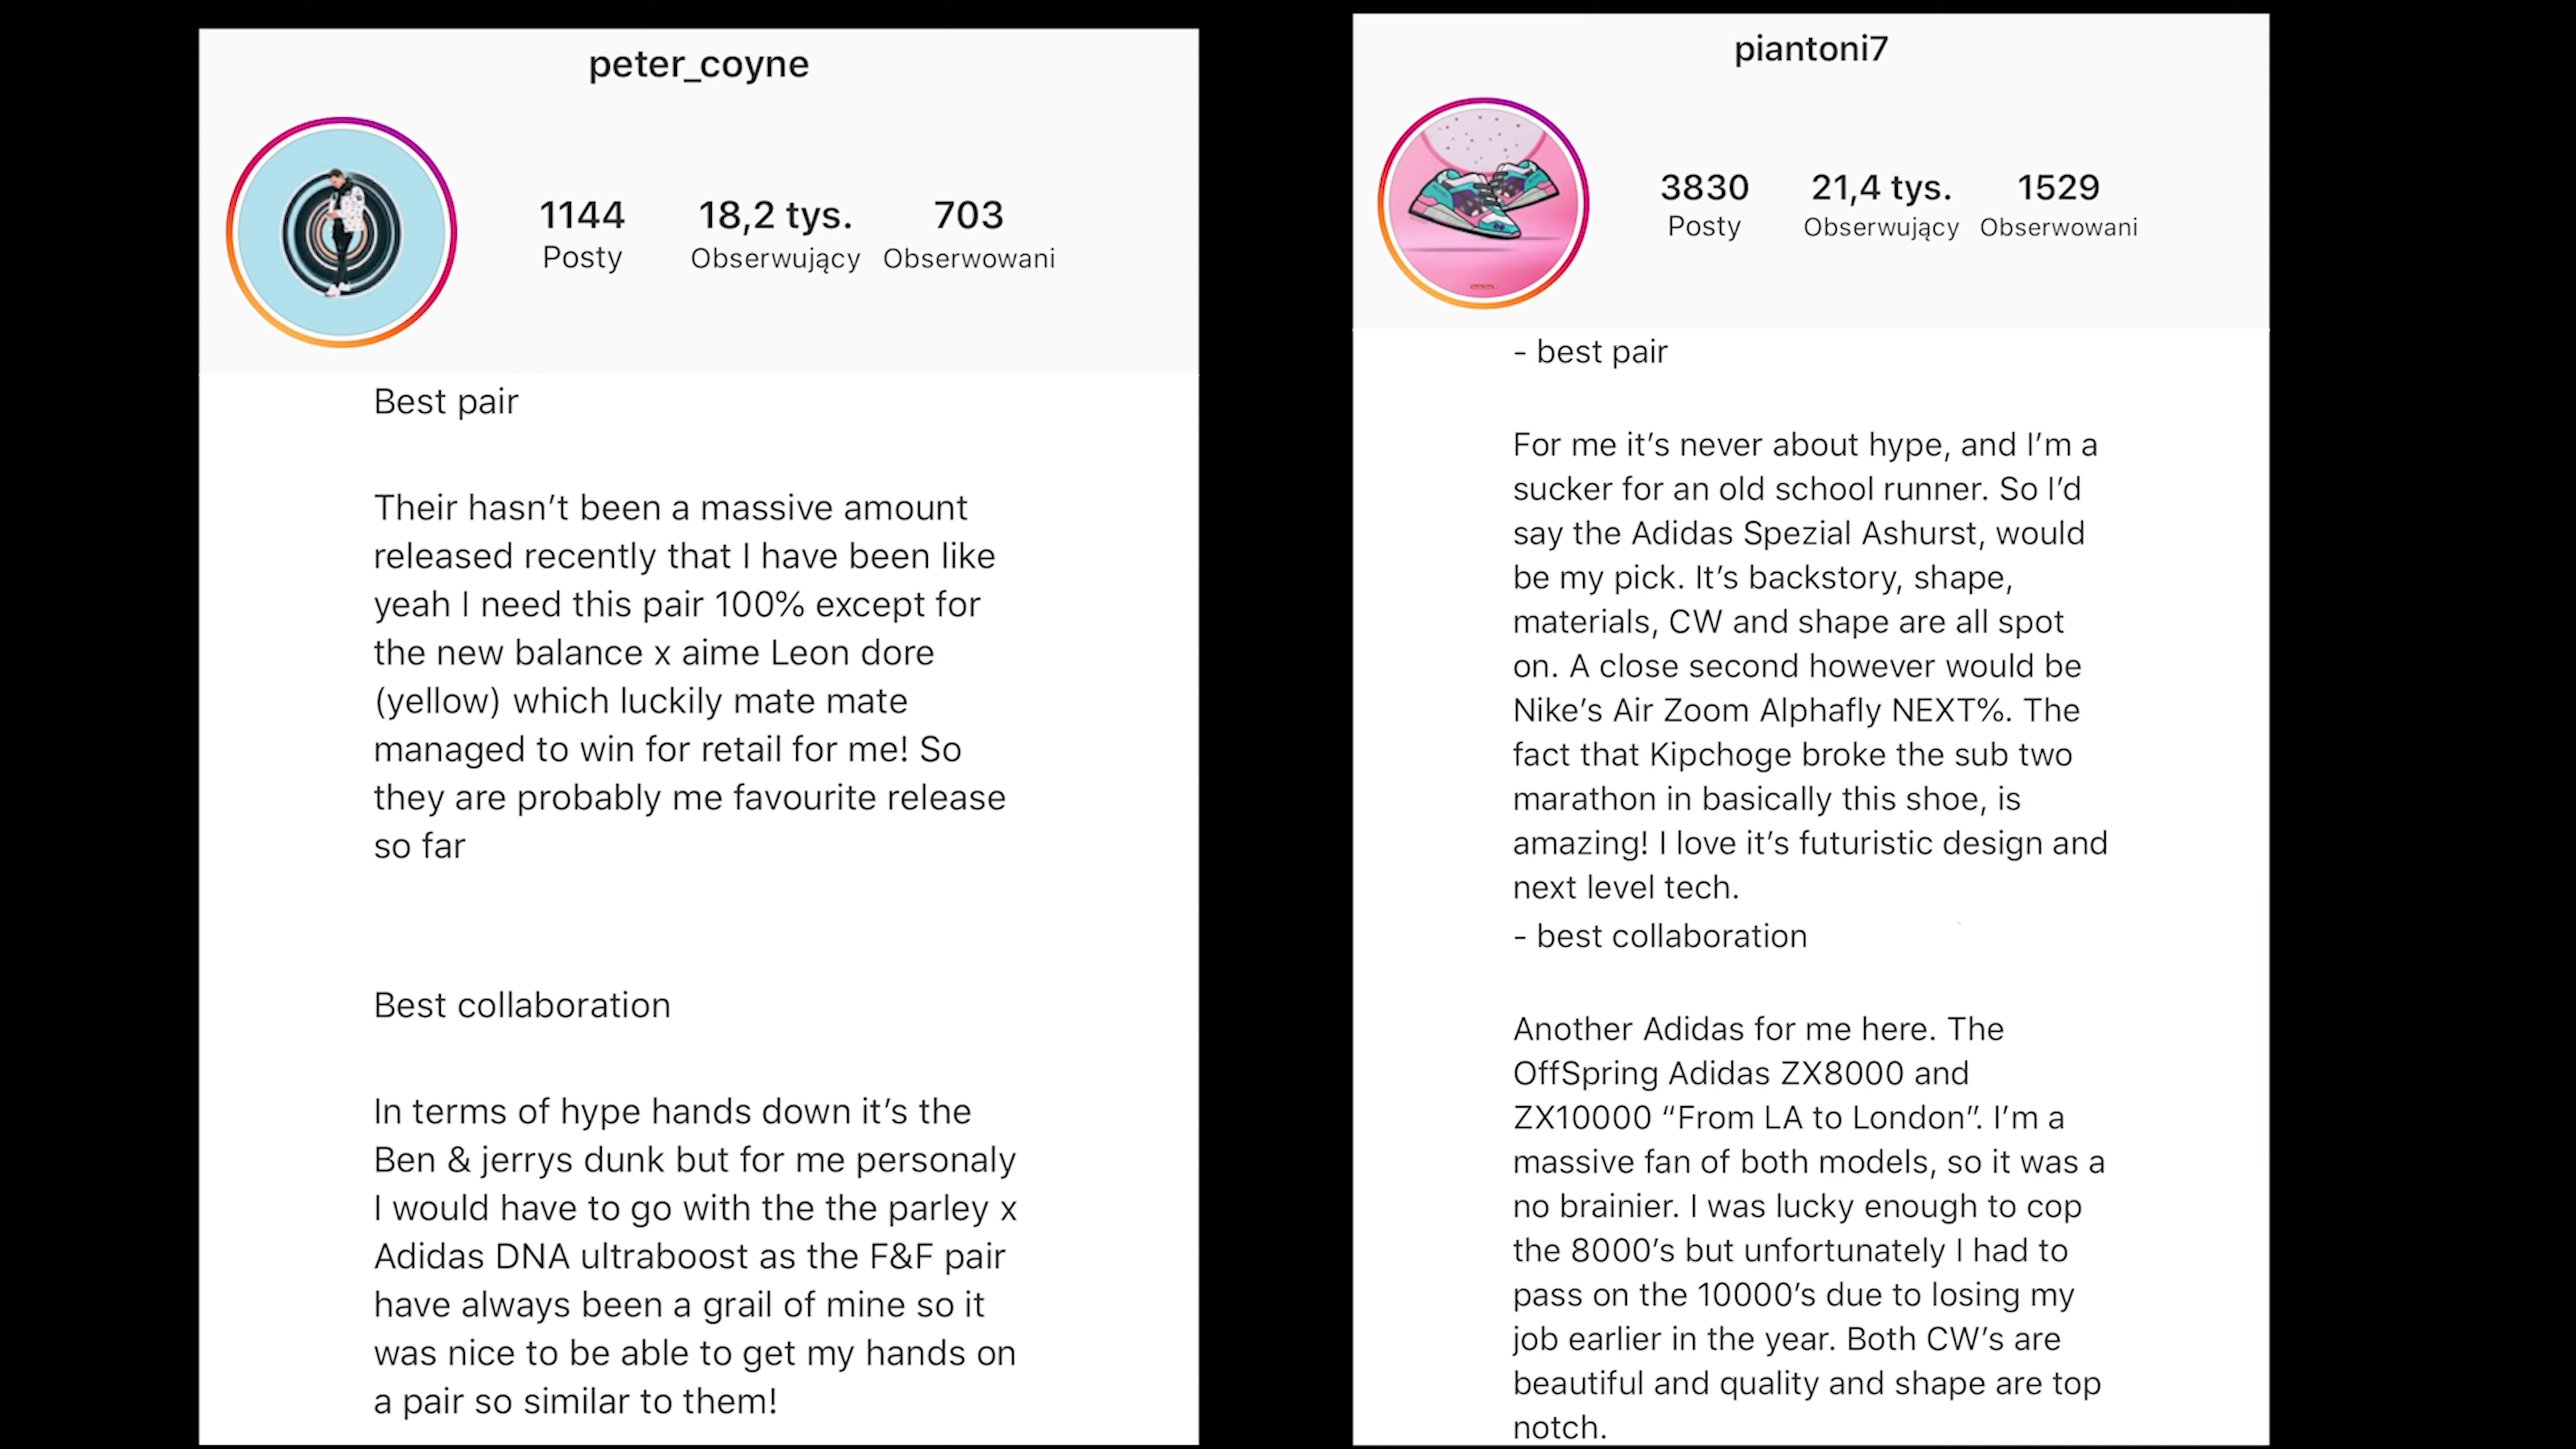 peter_coyne
1144
18,2 tys.
703
Posty
Obserwujący
Obserwowani
Best pair
Their hasn’t been a massive amount
released recently that I have been like
yeah I need this pair 100% except for
the new balance x aime Leon dore
(yellow) which luckily mate mate
managed to win for retail for me! So
they are probably me favourite release
so far
Best collaboration
In terms of hype hands down it’s the
Ben & jerrys dunk but for me personaly
I would have to go with the the parley x
Adidas DNA ultraboost as the F&F pair
have always been a grail of mine so it
was nice to be able to get my hands on
a pair so similar to them!
piantoni7
3830
21,4 tys.
1529
Posty
Obserwujący
Obserwowani
- best pair
For me it’s never about hype, and I’m a
sucker for an old school runner. So I’d
say the Adidas Spezial Ashurst, would
be my pick. It’s backstory, shape,
materials, CW and shape are all spot
on. A close second however would be
Nike’s Air Zoom Alphafly NEXT%. The
fact that Kipchoge broke the sub two
marathon in basically this shoe, is
amazing! I love it’s futuristic design and
next level tech.
- best collaboration
Another Adidas for me here. The
OffSpring Adidas ZX8000 and
ZX10000 “From LA to London”. I’m a
massive fan of both models, so it was a
no brainier. I was lucky enough to cop
the 8000’s but unfortunately I had to
pass on the 10000’s due to losing my
job earlier in the year. Both CW’s are
beautiful and quality and shape are top
notch.